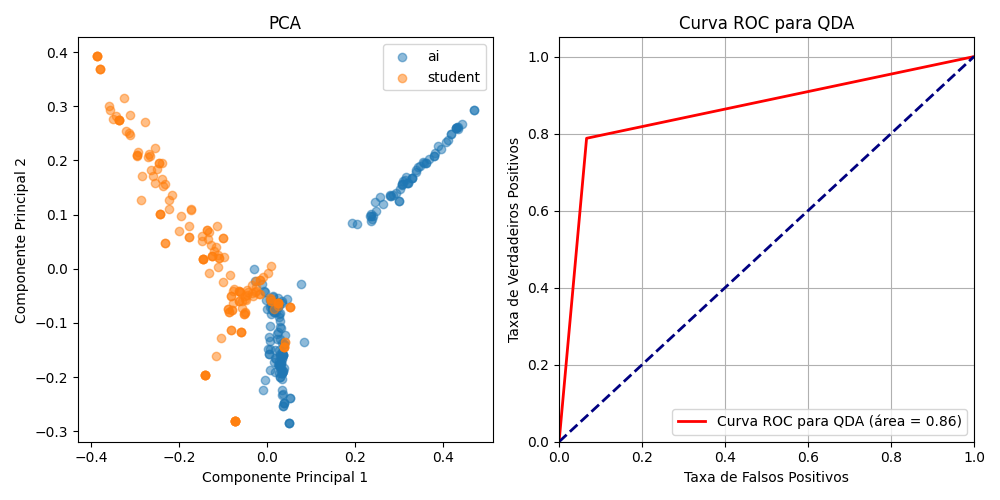 PCA
0.4
0.3
0.2
0.1
0.0
−0.1
−0.2
−0.3
−0.4
−0.2
0.0
0.2
0.4
Componente Principal 1
Componente Principal 2
ai
student
Curva ROC para QDA
1.0
0.8
0.6
0.4
0.2
0.0
0.0
0.2
0.4
0.6
0.8
1.0
Taxa de Falsos Positivos
Taxa de Verdadeiros Positivos
Curva ROC para QDA (área = 0.86)